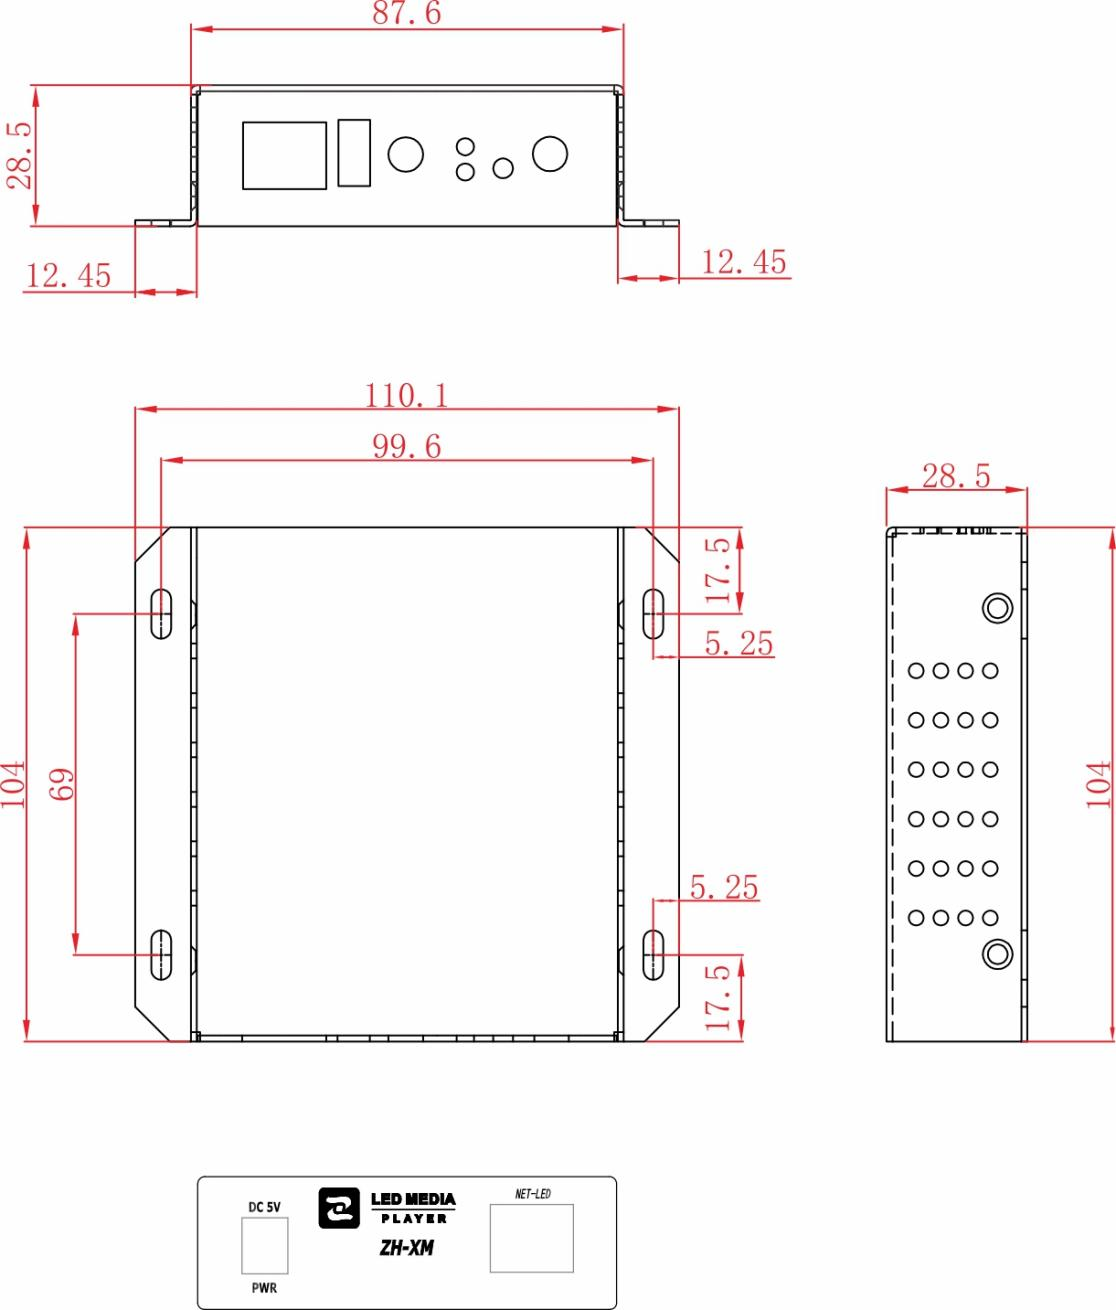 87.6
28.5
12.45
12.45
110.1
99.6
28.5
17.5
5.25
104
69
104
5.25
17.5
DC 5V
LED MEDIA
PLAYER
NET-LED
ZH-XM
PWR